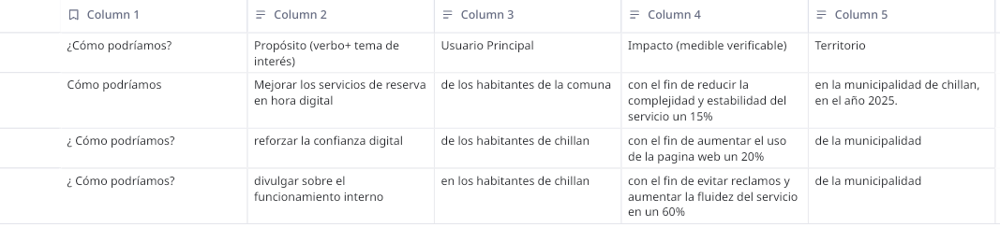 Column 1 Column 2 Column 3 Column 4 Column 5
¿Cómo podríamos? Propósito (verbo+ tema de Usuario Principal Impacto (medible verificable) Territorio
interés)
Cómo podríamos Mejorar los servicios de reserva de los habitantes de la comuna con el fin de reducir la en la municipalidad de chillan,
en hora digital complejidad y estabilidad del en el año 2025.
servicio un 15%
¿ Cómo podríamos? reforzar la confianza digital de los habitantes de chillan con el fin de aumentar el uso de la municipalidad
de la pagina web un 20%
¿ Cómo podríamos? divulgar sobre el en los habitantes de chillan con el fin de evitar reclamos y de la municipalidad
funcionamiento interno aumentar la fluidez del servicio
en un 60%